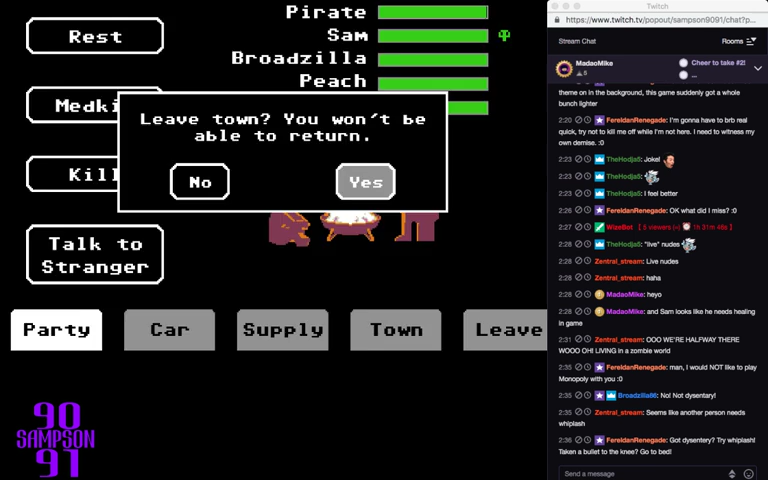 Rest
Pirate
Sam
Broadzilla
Peach
Leave town? You won't be
able to return.
No
Yes
Talk to
Stranger
Party
Car
Supply
Town
Leave
90
SAMPSON
91
Twitch
https://www.twitch.tv/popout/sampson9091/chat?p...
Stream Chat
Rooms
MadaoMike
Cheer to take #2!
...
theme on in the background, this game suddenly got a whole
bunch lighter
2:20 FereldanRenegade: I'm gonna have to brb real
quick, try not to kill me off while I'm not here. I need to witness my
own demise. :0
2:23 TheHodja5: Joke!
2:23 TheHodja5:
2:23 TheHodja5: I feel better
2:26 FereldanRenegade: OK what did I miss? :0
2:27 WizeBot
2:28 TheHodja5: "live" nudes
2:28 Zentral_stream: Live nudes
2:28 Zentral_stream: haha
2:28 MadaoMike: heyo
2:28 MadaoMike: and Sam looks like he needs healing
in game
2:31 Zentral_stream: OOO WE'RE HALFWAY THERE
WOOO OH! LIVING in a zombie world
2:35 FereldanRenegade: man, I would NOT like to play
Monopoly with you :0
2:35 Broadzilla86: No! Not dysentary!
2:35 Zentral_stream: Seems like another person needs
whiplash
2:36 FereldanRenegade: Got dysentery? Try whiplash!
Taken a bullet to the knee? Go to bed!
Send a message